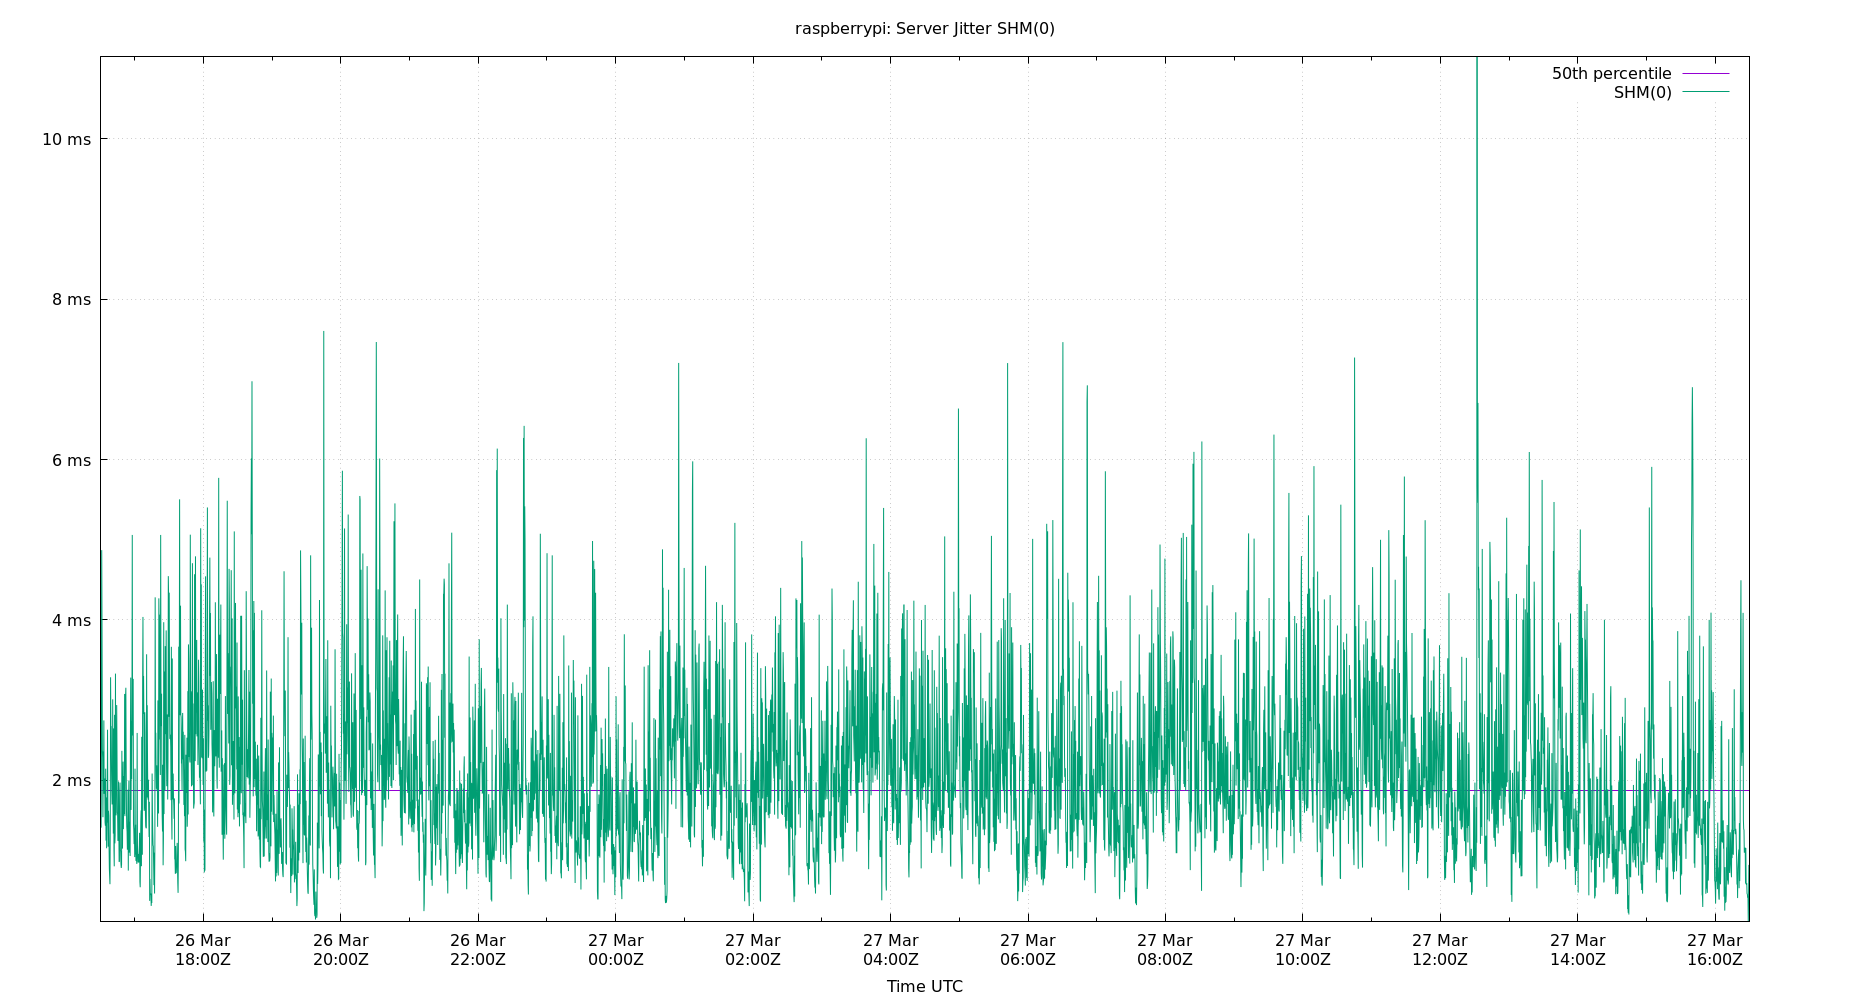 raspberrypi: Server Jitter SHM(0)
50th percentile
SHM(0)
10 ms
8 ms
6 ms
4 ms
2 ms
26 Mar 26 Mar 26 Mar 27 Mar 27 Mar 27 Mar 27 Mar 27 Mar 27 Mar 27 Mar 27 Mar 27 Mar
18:00Z 20:00Z 22:00Z 00:00Z 02:00Z 04:00Z 06:00Z 08:00Z 10:00Z 12:00Z 14:00Z 16:00Z
Time UTC